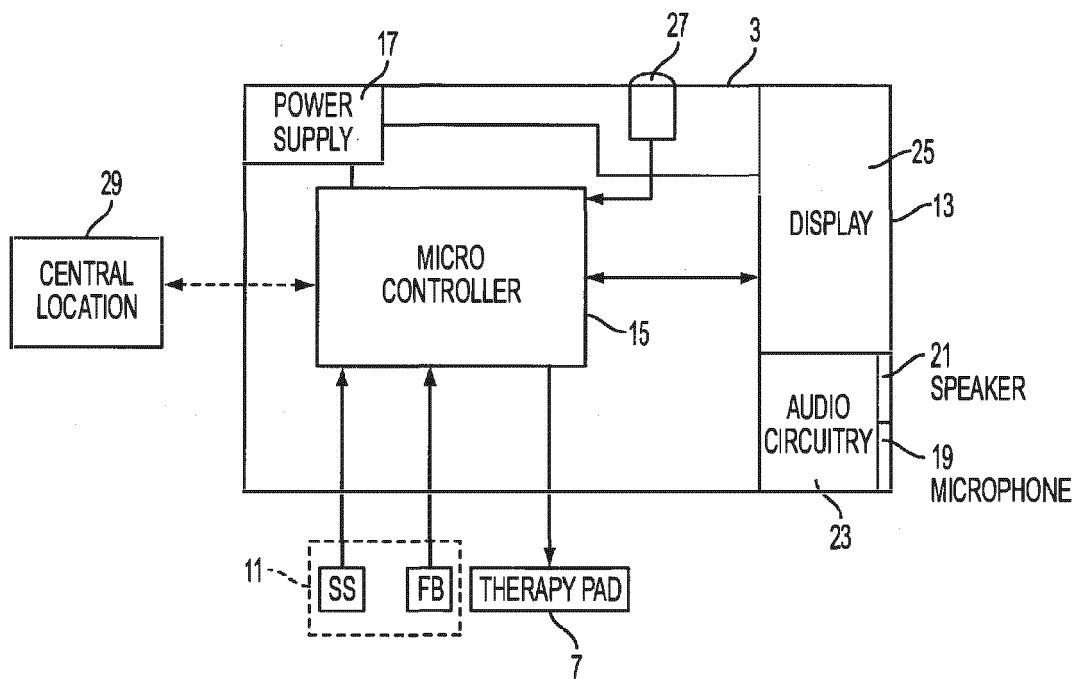 17
27
3
POWER
SUPPLY
25
29
DISPLAY
13
CENTRAL
LOCATION
MICRO
CONTROLLER
15
21
SPEAKER
AUDIO
CIRCUITRY
19
MICROPHONE
23
11
SS
FB
THERAPY PAD
7